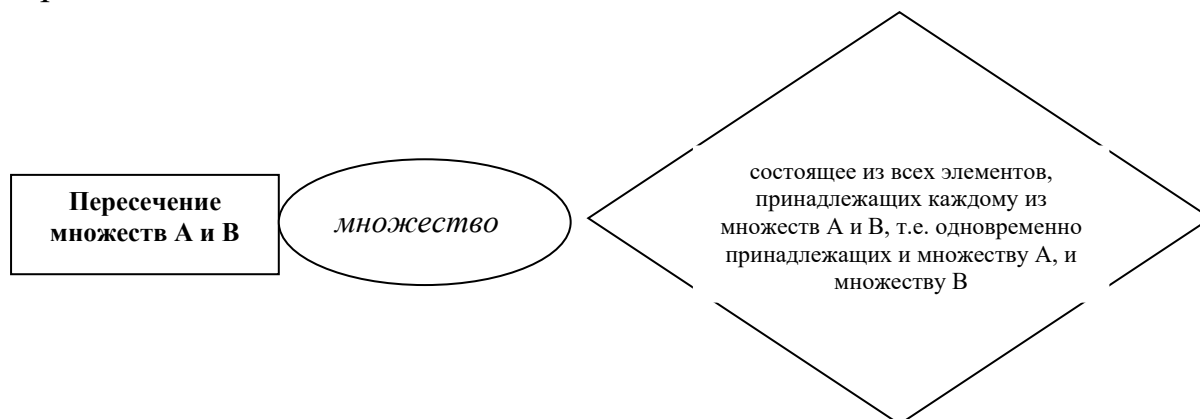 Пересечение
множеств А и В
множество
состоящее из всех элементов,
принадлежащих каждому из
множеств А и В, т.е. одновременно
принадлежащих и множеству А, и
множеству В